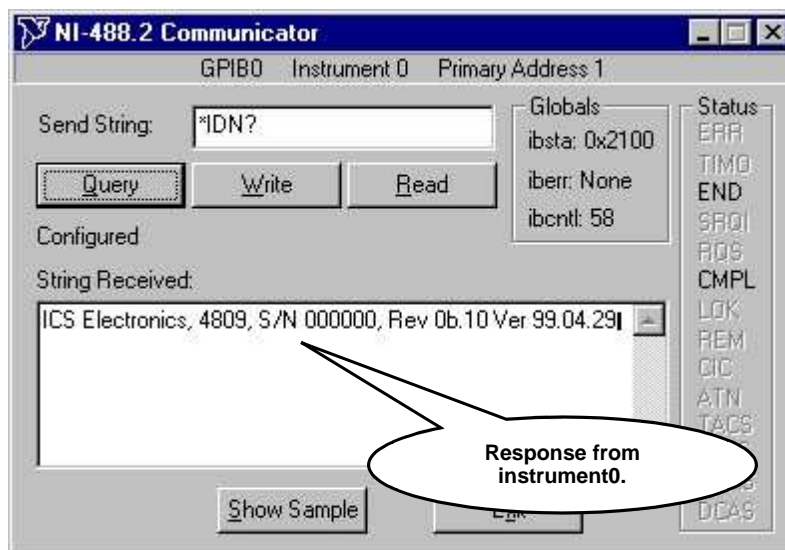 NI-488.2 Communicator
GPIB0 Instrument 0 Primary Address 1
Send String:
*IDN?
Query
Write
Read
Configured
String Received:
ICS Electronics, 4809, S/N 000000, Rev 0b.10 Ver 99.04.29
Globals
ibsta: 0x2100
iberr: None
ibcntl: 58
Status
ERR
TIMO
END
SRQI
RQS
CMPL
LOK
REM
CIC
ATN
TACS
DCAS
Response from
instrument0.
Show Sample